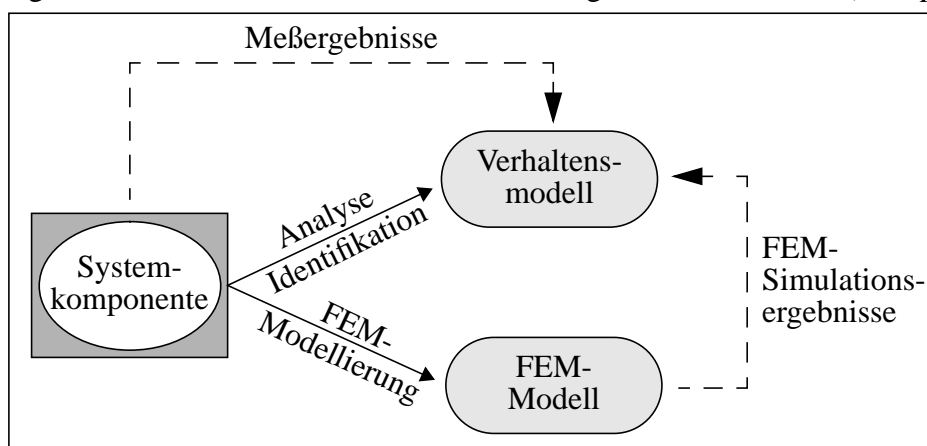 Meßergebnisse
Verhaltens-
modell
Analyse
Identifikation
System-
komponente
FEM-
Modellierung
FEM-
Simulations-
ergebnisse
FEM-
Modell